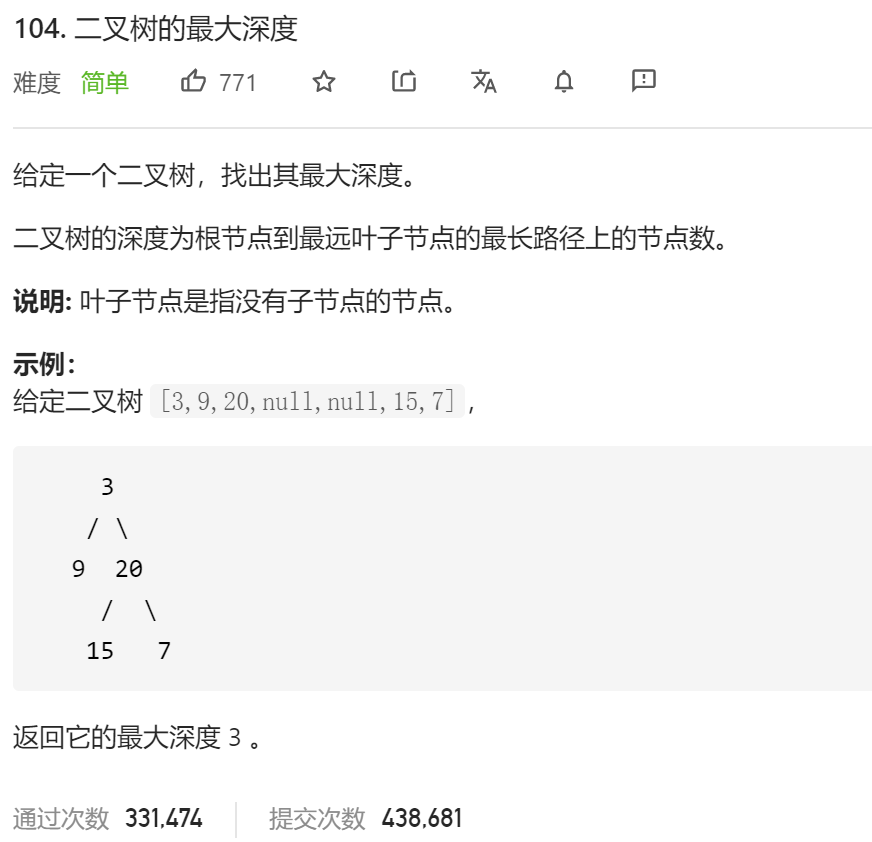 104. 二叉树的最大深度
难度 简单 771 文A
给定一个二叉树，找出其最大深度。
二叉树的深度为根节点到最远叶子节点的最长路径上的节点数。
说明: 叶子节点是指没有子节点的节点。
示例：
给定二叉树 [3,9,20,null,null,15,7]，
3
/ \
9 20
/ \
15 7
返回它的最大深度 3 。
通过次数 331,474 提交次数 438,681